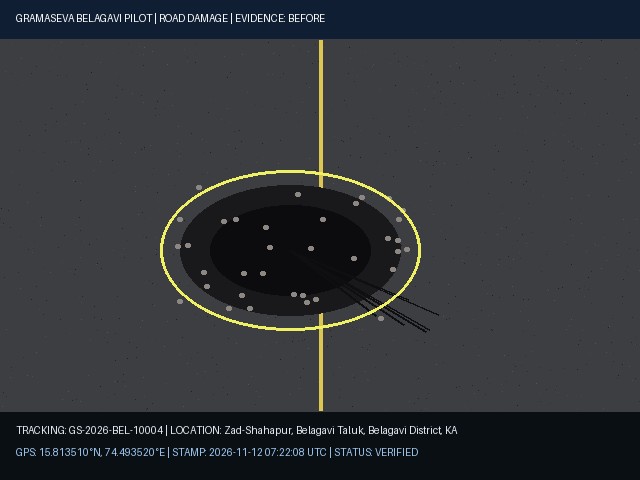 GRAMASEVA BELAGAVI PILOT | ROAD DAMAGE | EVIDENCE: BEFORE
TRACKING: GS-2026-BEL-10004 | LOCATION: Zad-Shahapur, Belagavi Taluk, Belagavi District, KA
GPS: 15.813510°N, 74.493520°E | STAMP: 2026-11-12 07:22:08 UTC | STATUS: VERIFIED